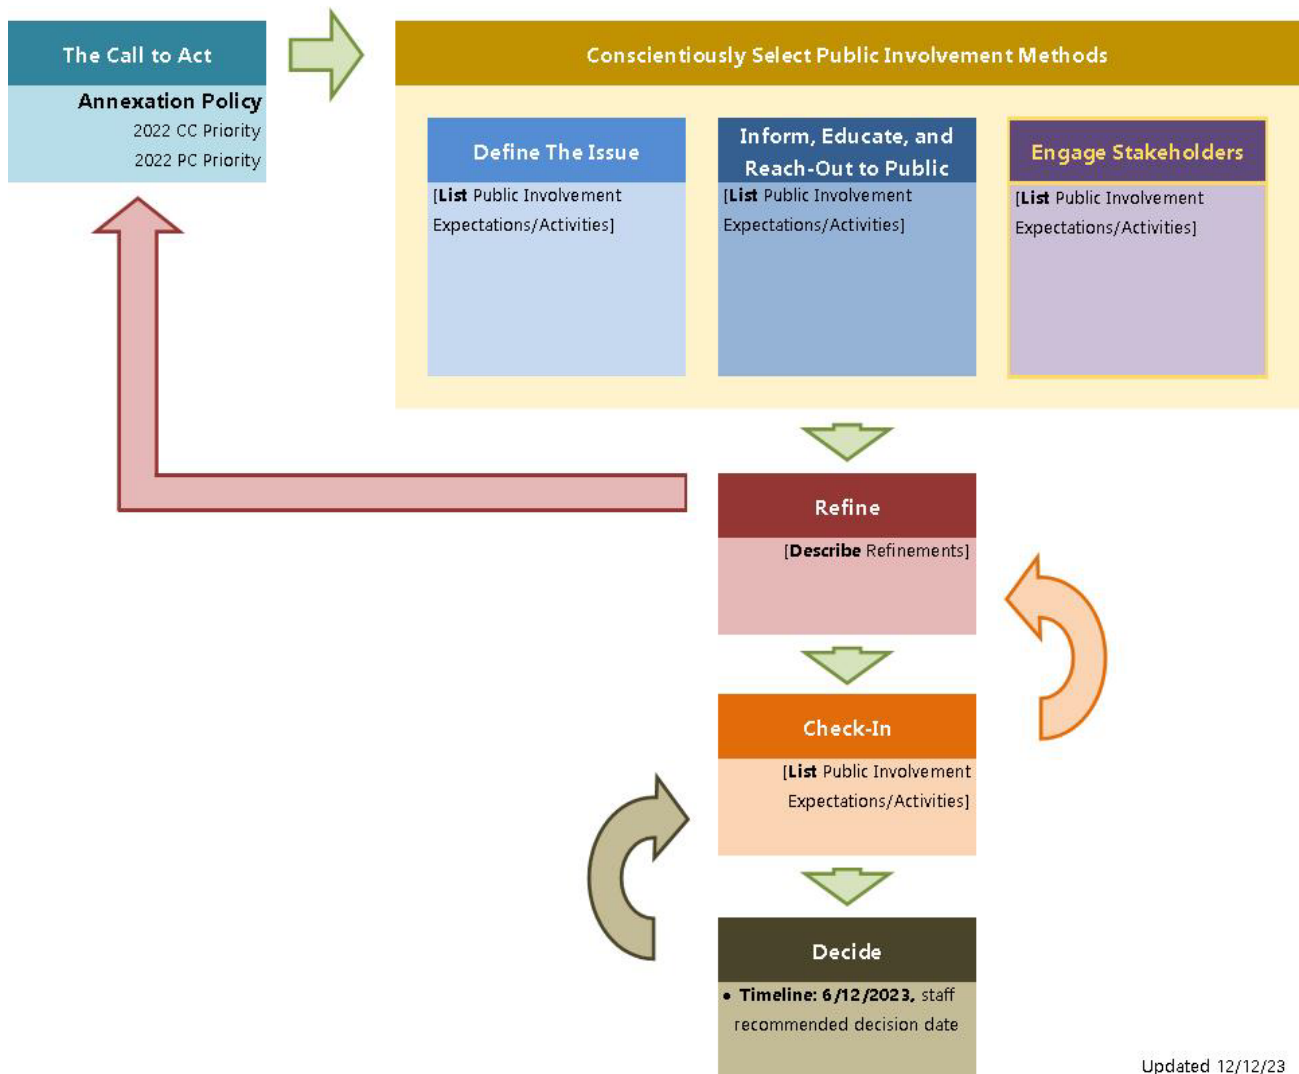 The Call to Act
Annexation Policy
2022 CC Priority
2022 PC Priority
Conscientiously Select Public Involvement Methods
Define The Issue
[List Public Involvement
Expectations/Activities]
Inform, Educate, and
Reach-Out to Public
[List Public Involvement
Expectations/Activities]
Engage Stakeholders
[List Public Involvement
Expectations/Activities]
Refine
[Describe Refinements]
Check-In
[List Public Involvement
Expectations/Activities]
Decide
• Timeline: 6/12/2023, staff
recommended decision date
Updated 12/12/23